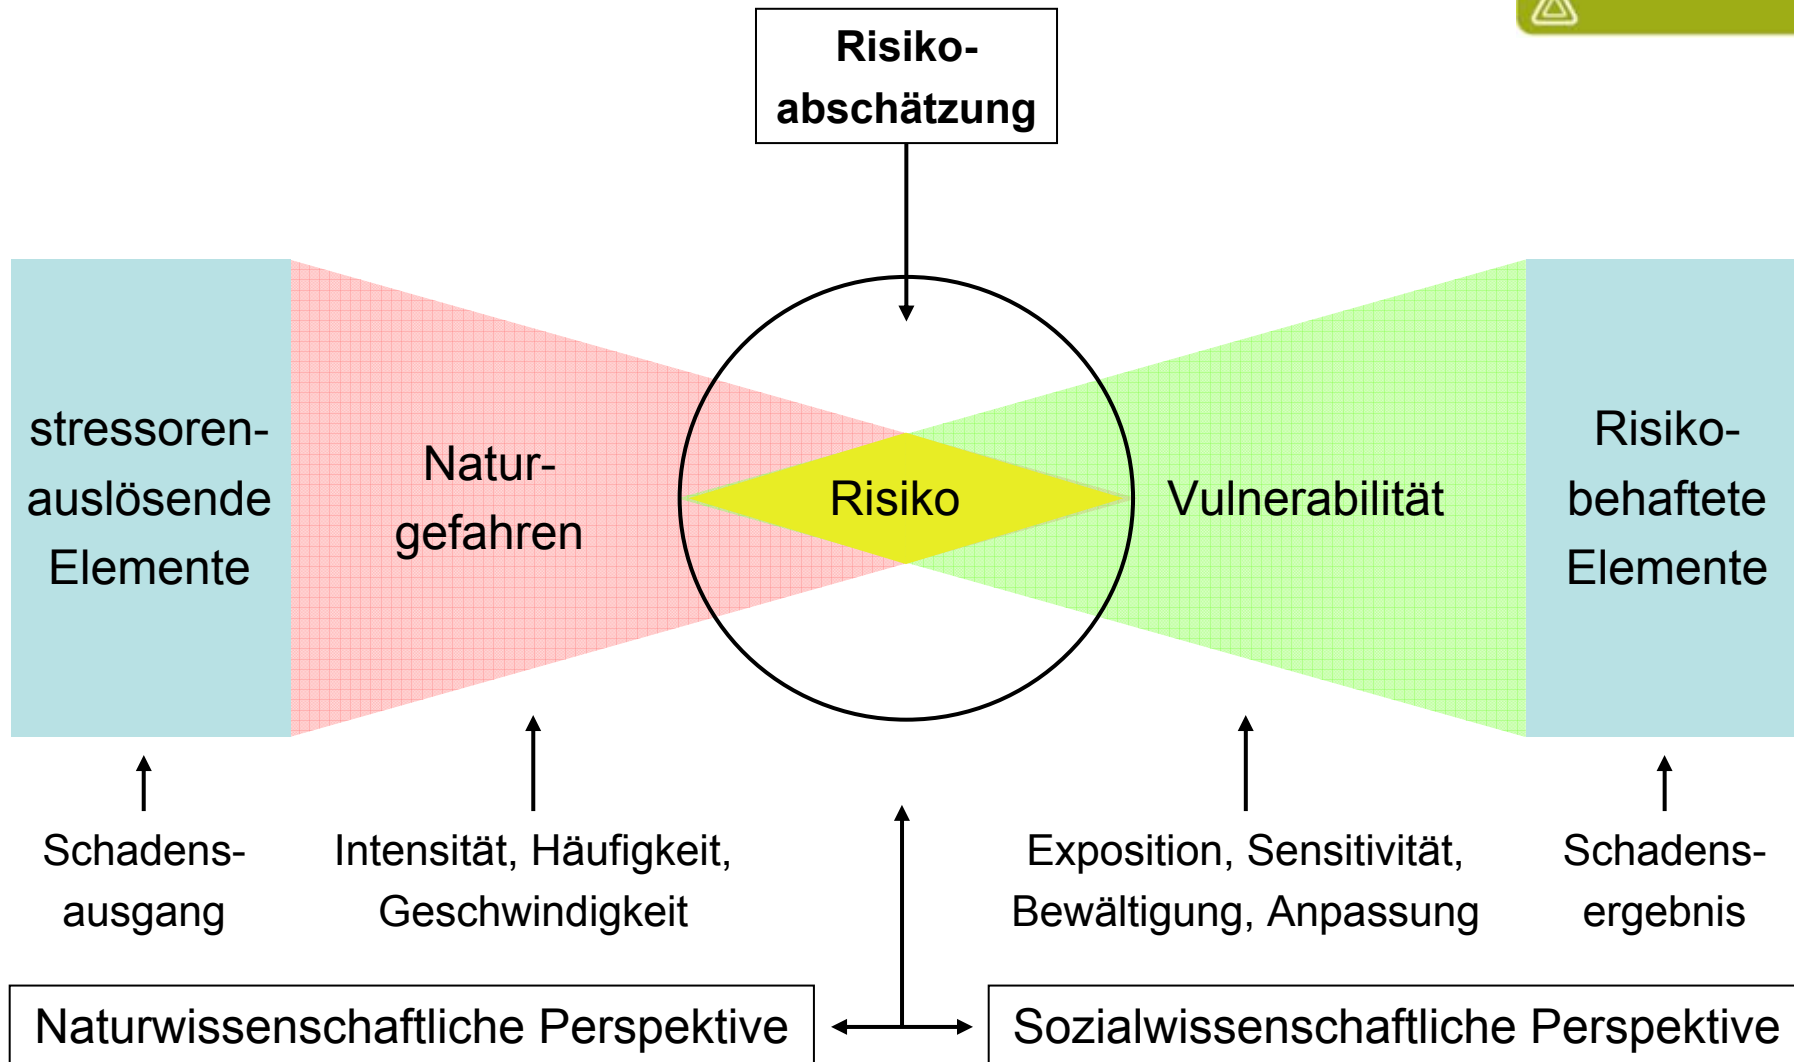 Risiko-
abschätzung
stressoren-
auslösende
Elemente
Natur-
gefahren
Risiko
Vulnerabilität
Risiko-
behaftete
Elemente
Schadens-
ausgang
Intensität, Häufigkeit,
Geschwindigkeit
Exposition, Sensitivität,
Bewältigung, Anpassung
Schadens-
ergebnis
Naturwissenschaftliche Perspektive
Sozialwissenschaftliche Perspektive